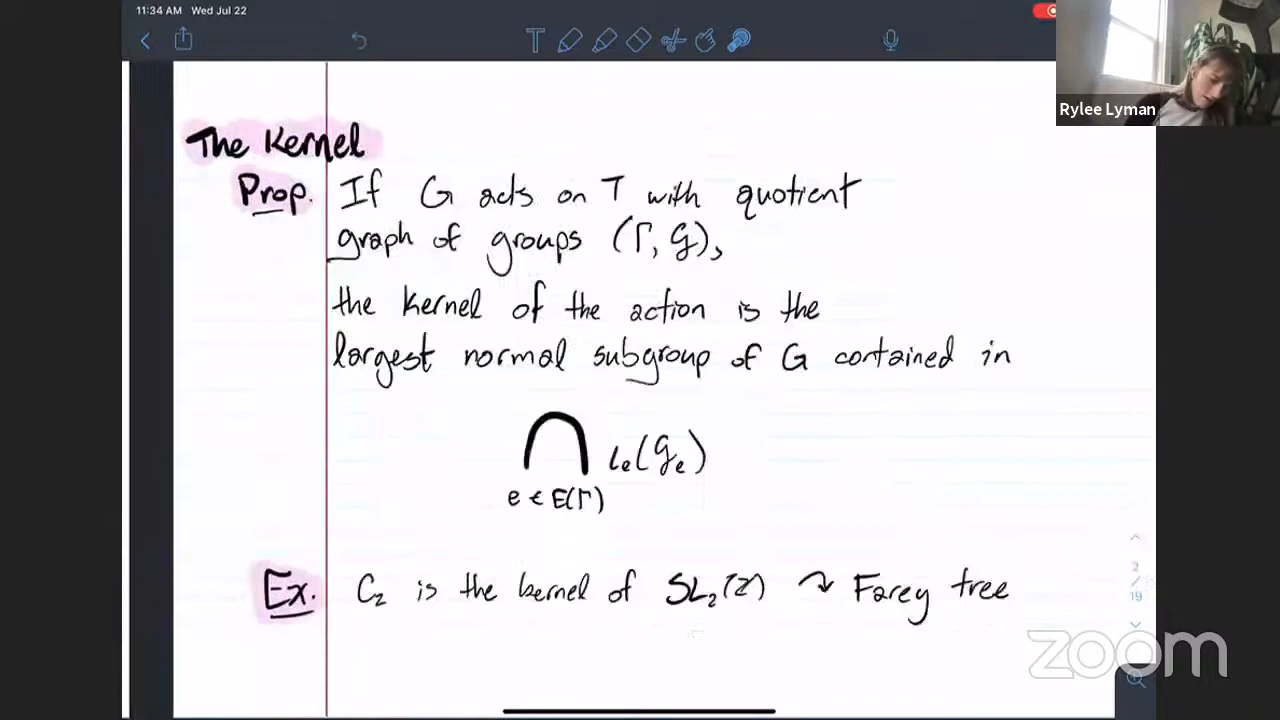 11:34 AM Wed Jul 22
Rylee Lyman
The Kernel
Prop. If G acts on T with quotient
graph of groups (Γ, 𝒢),
the kernel of the action is the
largest normal subgroup of G contained in
⋂ ιₑ(𝒢ₑ)
e ∈ E(Γ)
Ex. C₂ is the kernel of SL₂(ℤ) ↷ Farey tree
2
/
19
zoom